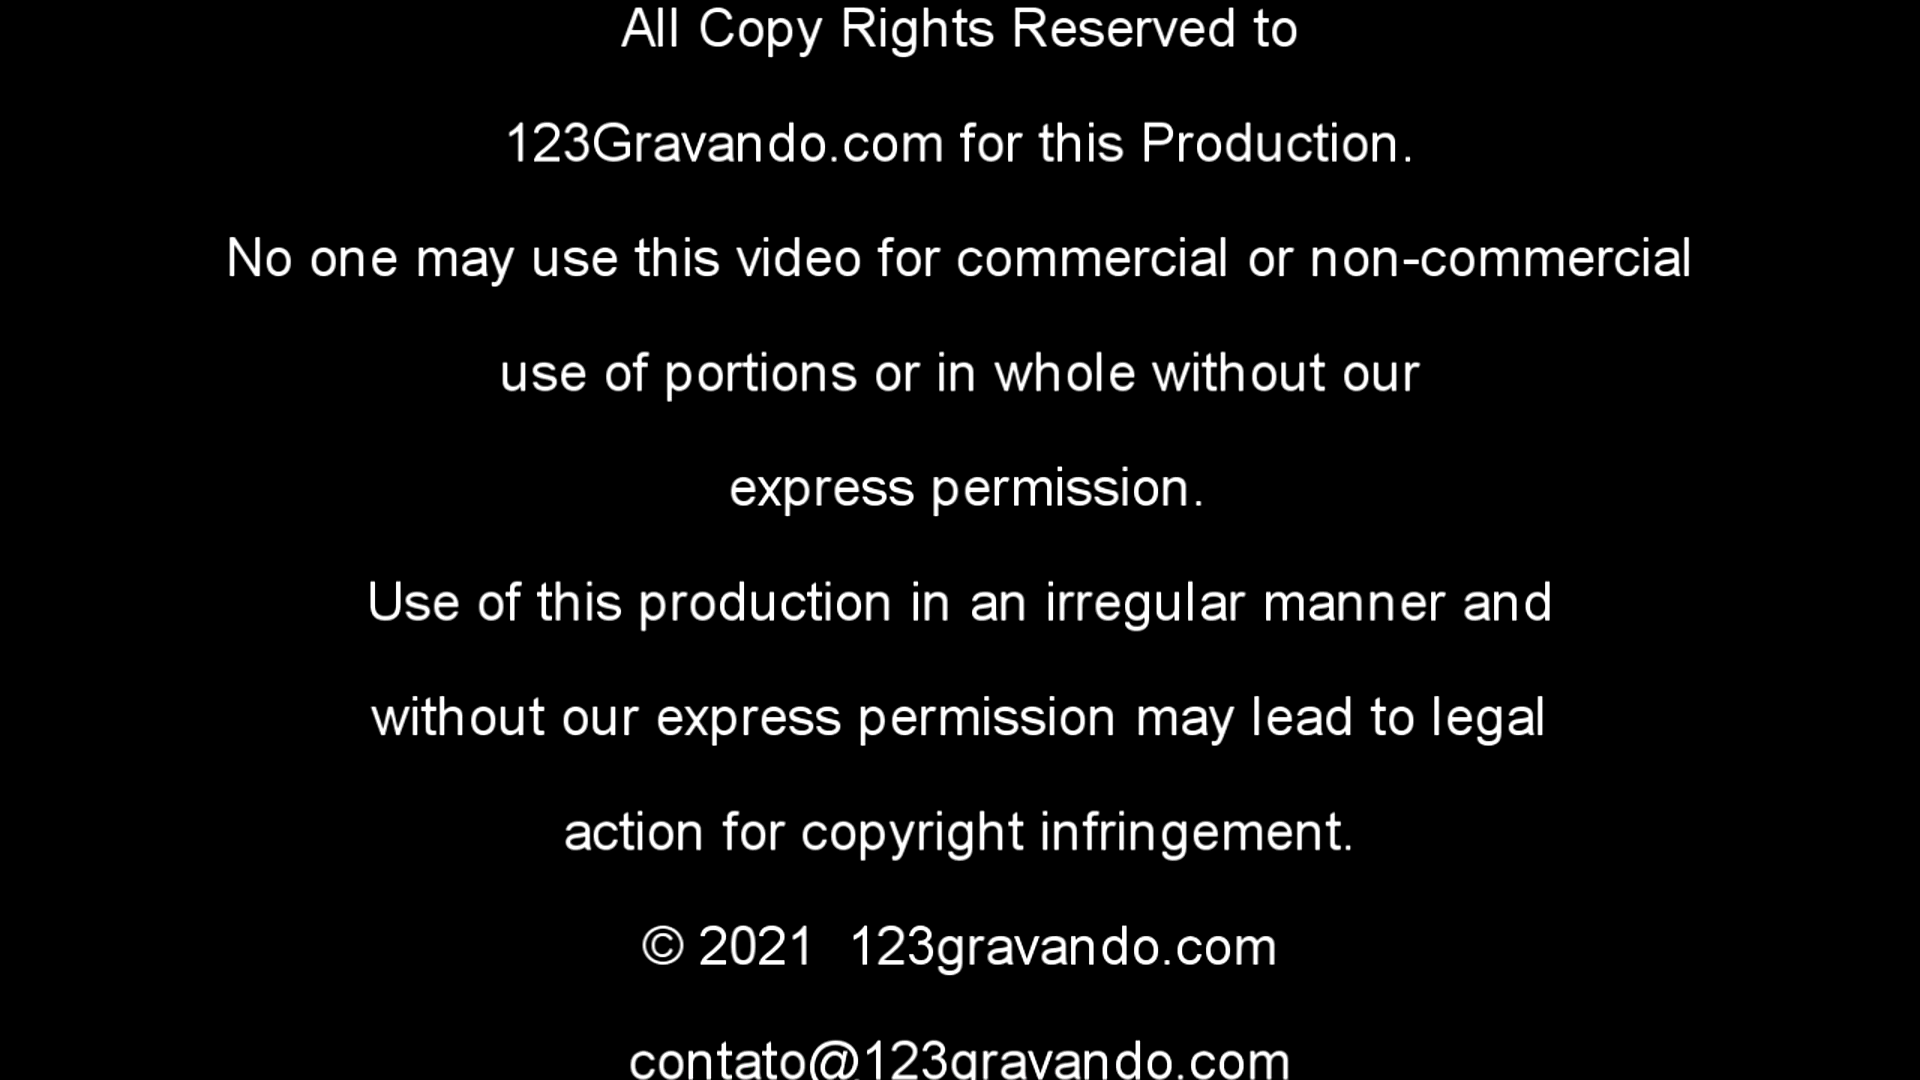 All Copy Rights Reserved to
123Gravando.com for this Production.
No one may use this video for commercial or non-commercial
use of portions or in whole without our
express permission.
Use of this production in an irregular manner and
without our express permission may lead to legal
action for copyright infringement.
© 2021  123gravando.com
contato@123gravando.com